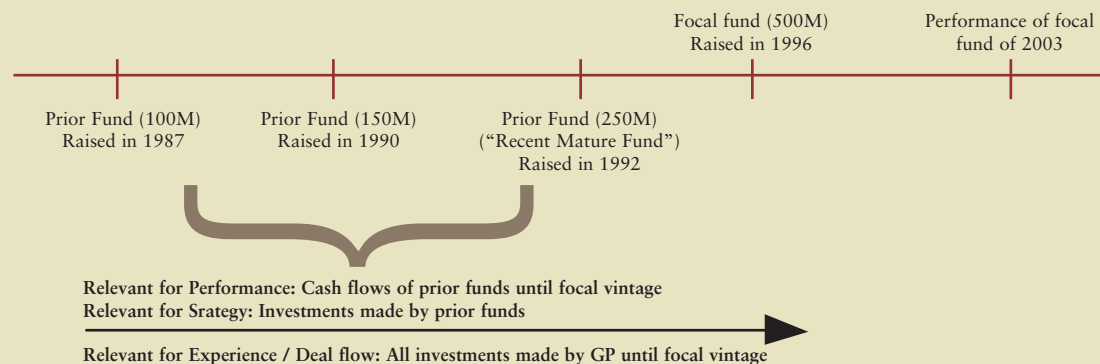 Focal fund (500M)
Raised in 1996
Performance of focal
fund of 2003
Prior Fund (100M)
Raised in 1987
Prior Fund (150M)
Raised in 1990
Prior Fund (250M)
(“Recent Mature Fund”)
Raised in 1992
Relevant for Performance: Cash flows of prior funds until focal vintage
Relevant for Srategy: Investments made by prior funds
Relevant for Experience / Deal flow: All investments made by GP until focal vintage